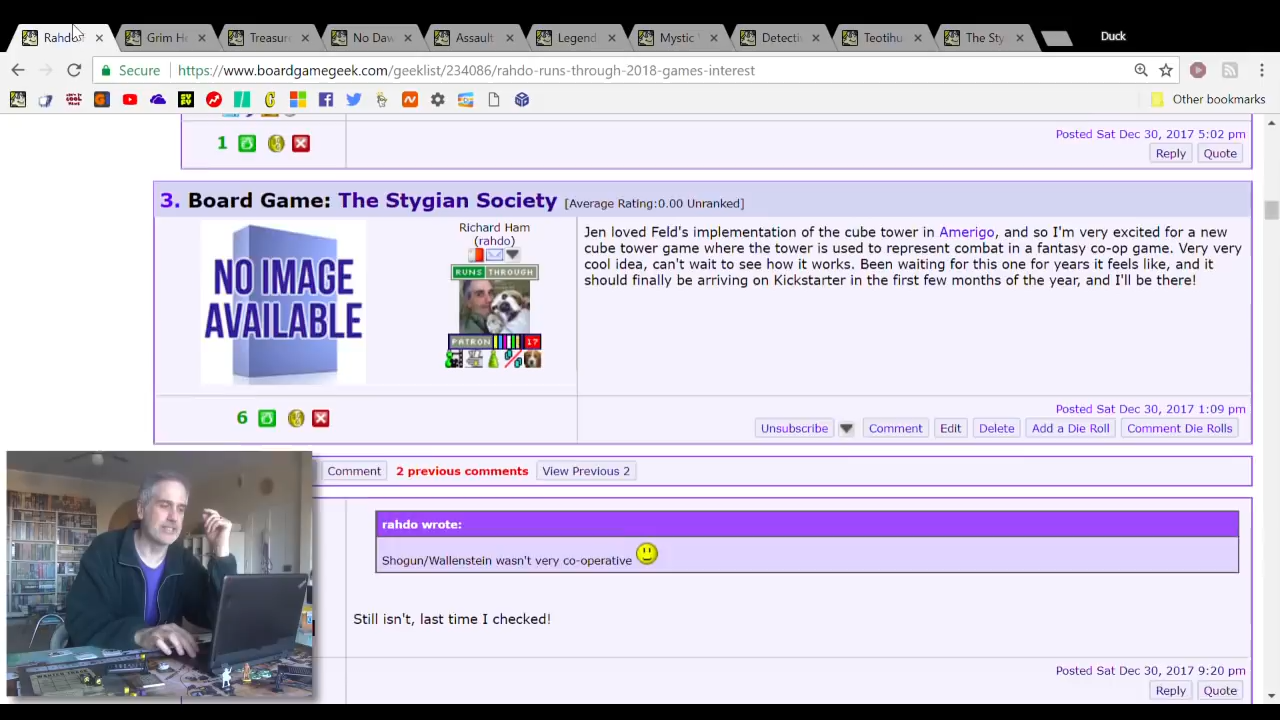 Rahdo
Grim He
Treasure
No Daw
Assault
Legend
Mystic V
Detectiv
Teotihu
The Sty
Duck
Secure
https://www.boardgamegeek.com/geeklist/234086/rahdo-runs-through-2018-games-interest
Other bookmarks
1
Posted Sat Dec 30, 2017 5:02 pm
Reply Quote
3. Board Game: The Stygian Society [Average Rating:0.00 Unranked]
NO IMAGE
AVAILABLE
Richard Ham
(rahdo)
RUNS THROUGH
PATRON 17
Jen loved Feld's implementation of the cube tower in Amerigo, and so I'm very excited for a new
cube tower game where the tower is used to represent combat in a fantasy co-op game. Very very
cool idea, can't wait to see how it works. Been waiting for this one for years it feels like, and it
should finally be arriving on Kickstarter in the first few months of the year, and I'll be there!
6
Posted Sat Dec 30, 2017 1:09 pm
Unsubscribe Comment Edit Delete Add a Die Roll Comment Die Rolls
Comment 2 previous comments View Previous 2
rahdo wrote:
Shogun/Wallenstein wasn't very co-operative
Still isn't, last time I checked!
Posted Sat Dec 30, 2017 9:20 pm
Reply Quote